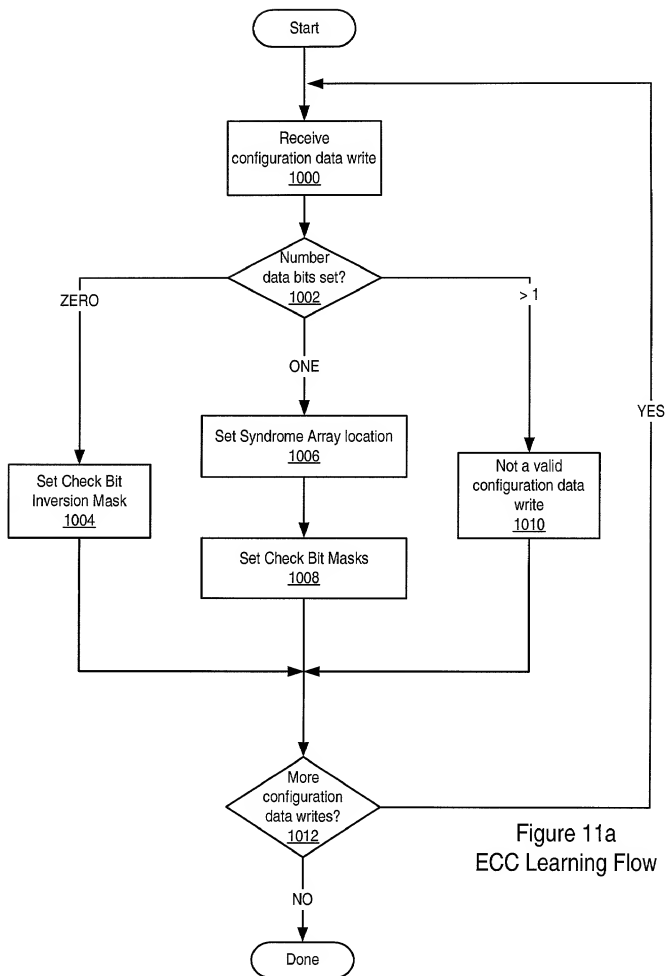 Start
Receive
configuration data write
1000
Number
data bits set?
1002
ZERO
> 1
ONE
YES
Set Syndrome Array location
1006
Set Check Bit
Inversion Mask
1004
Not a valid
configuration data
write
1010
Set Check Bit Masks
1008
More
configuration
data writes?
1012
Figure 11a
ECC Learning Flow
NO
Done